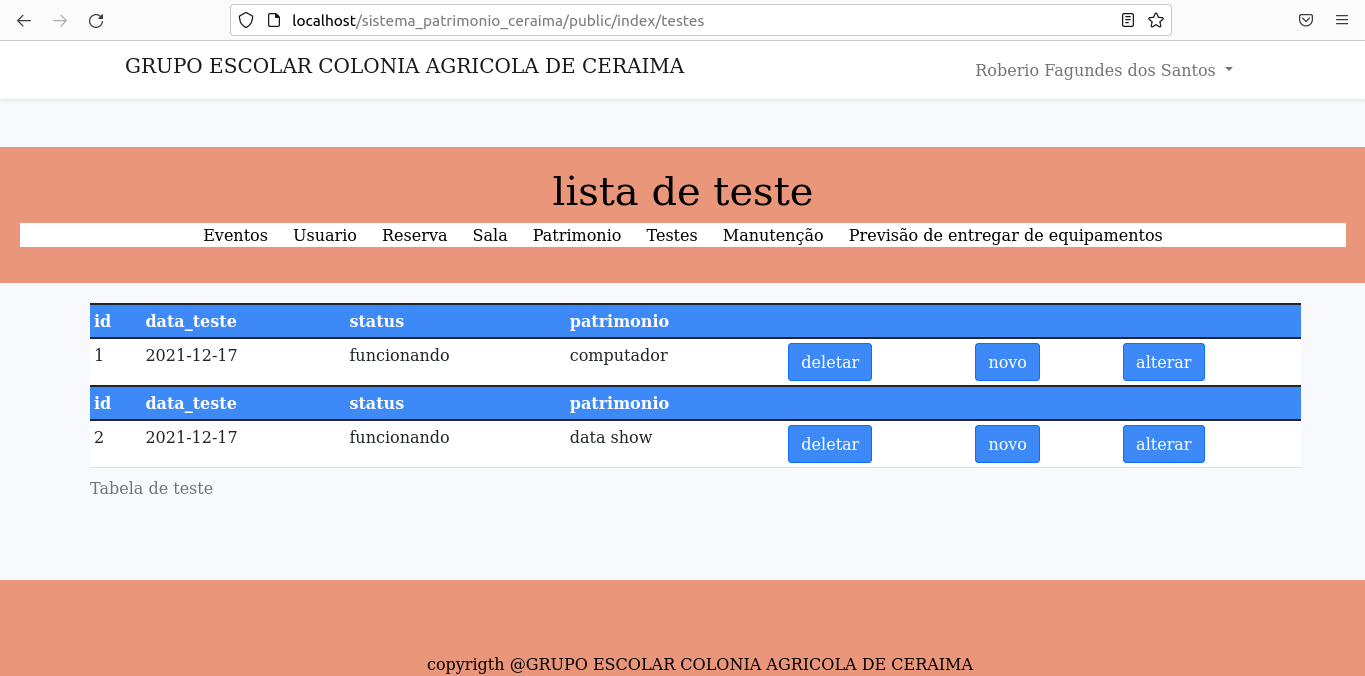 localhost/sistema_patrimonio_ceraima/public/index/testes
GRUPO ESCOLAR COLONIA AGRICOLA DE CERAIMA Roberio Fagundes dos Santos
lista de teste
Eventos Usuario Reserva Sala Patrimonio Testes Manutenção Previsão de entregar de equipamentos
id data_teste status patrimonio
1 2021-12-17 funcionando computador deletar novo alterar
id data_teste status patrimonio
2 2021-12-17 funcionando data show deletar novo alterar
Tabela de teste
copyrigth @GRUPO ESCOLAR COLONIA AGRICOLA DE CERAIMA